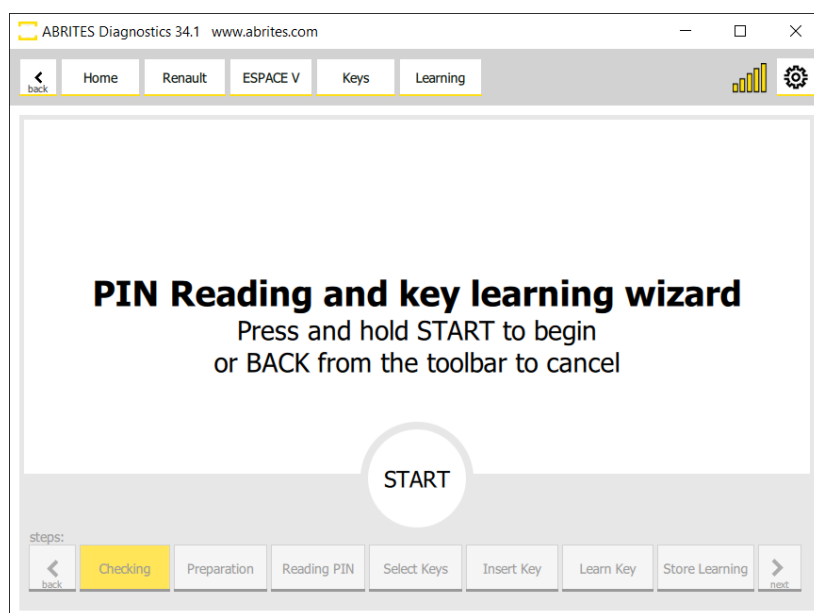 ABRITES Diagnostics 34.1 www.abrites.com
back Home Renault ESPACE V Keys Learning
PIN Reading and key learning wizard
Press and hold START to begin
or BACK from the toolbar to cancel
START
steps:
back Checking Preparation Reading PIN Select Keys Insert Key Learn Key Store Learning next